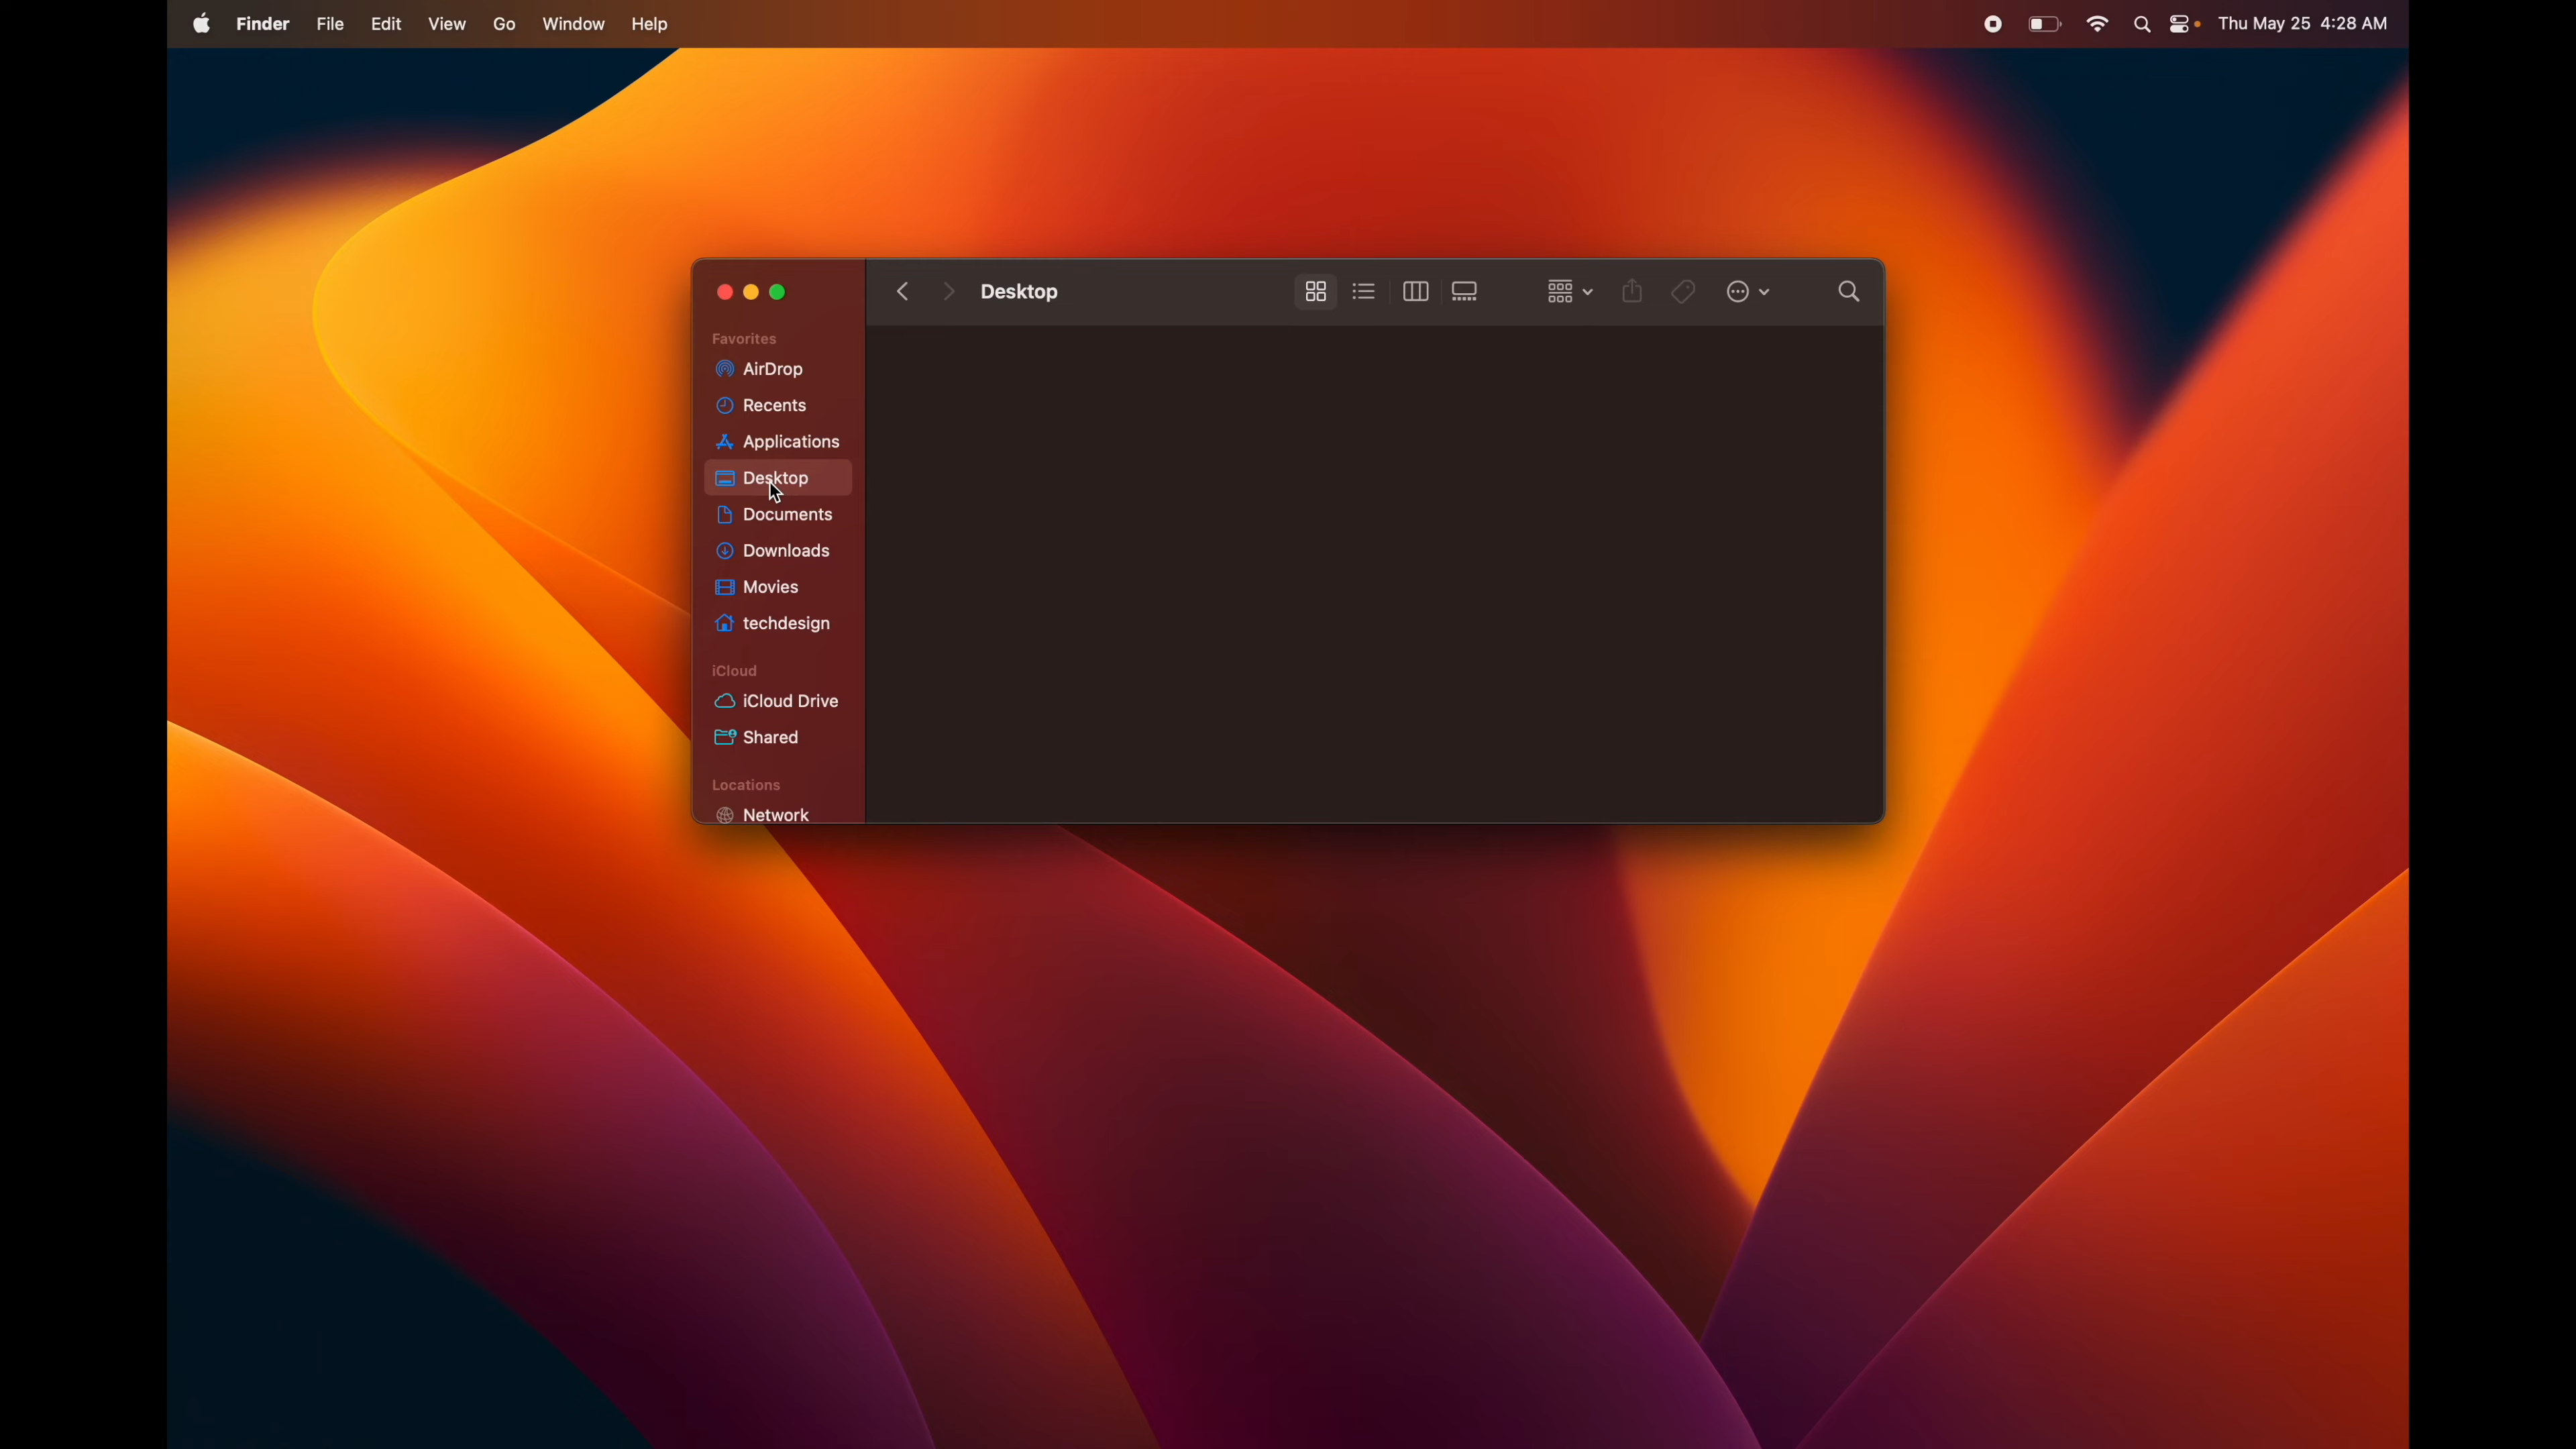 Finder File Edit View Go Window Help Thu May 25 4:28 AM
Desktop
Favorites
AirDrop
Recents
Applications
Desktop
Documents
Downloads
Movies
techdesign
iCloud
iCloud Drive
Shared
Locations
Network